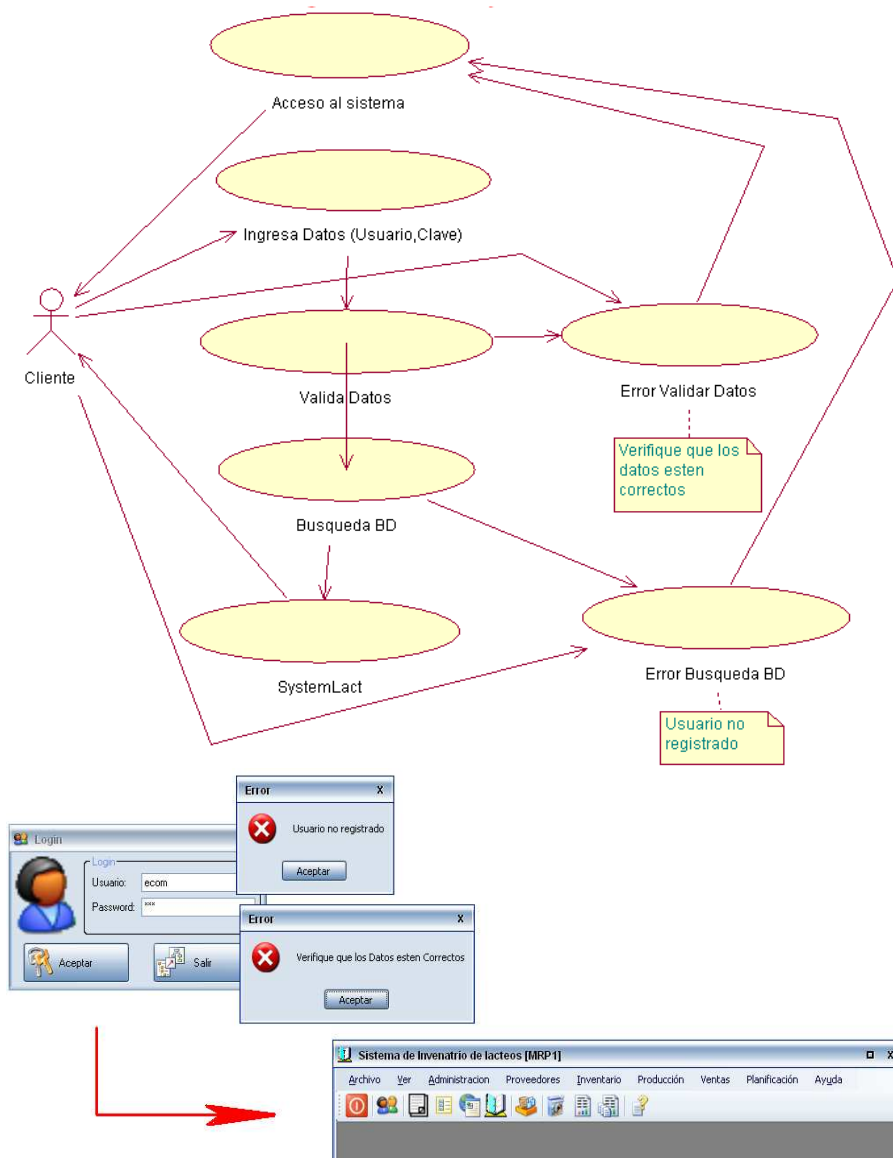 Acceso al sistema
Ingresa Datos (Usuario,Clave)
Cliente
Valida Datos
Error Validar Datos
Verifique que los
datos esten
correctos
Busqueda BD
SystemLact
Error Busqueda BD
Usuario no
registrado
Error X
Usuario no registrado
Aceptar
Login
Login
Usuario: ecom
Password: ***
Aceptar
Salir
Error X
Verifique que los Datos esten Correctos
Aceptar
Sistema de Invenatrio de lacteos [MRP1]
Archivo Ver Administracion Proveedores Inventario Producción Ventas Planificación Ayuda